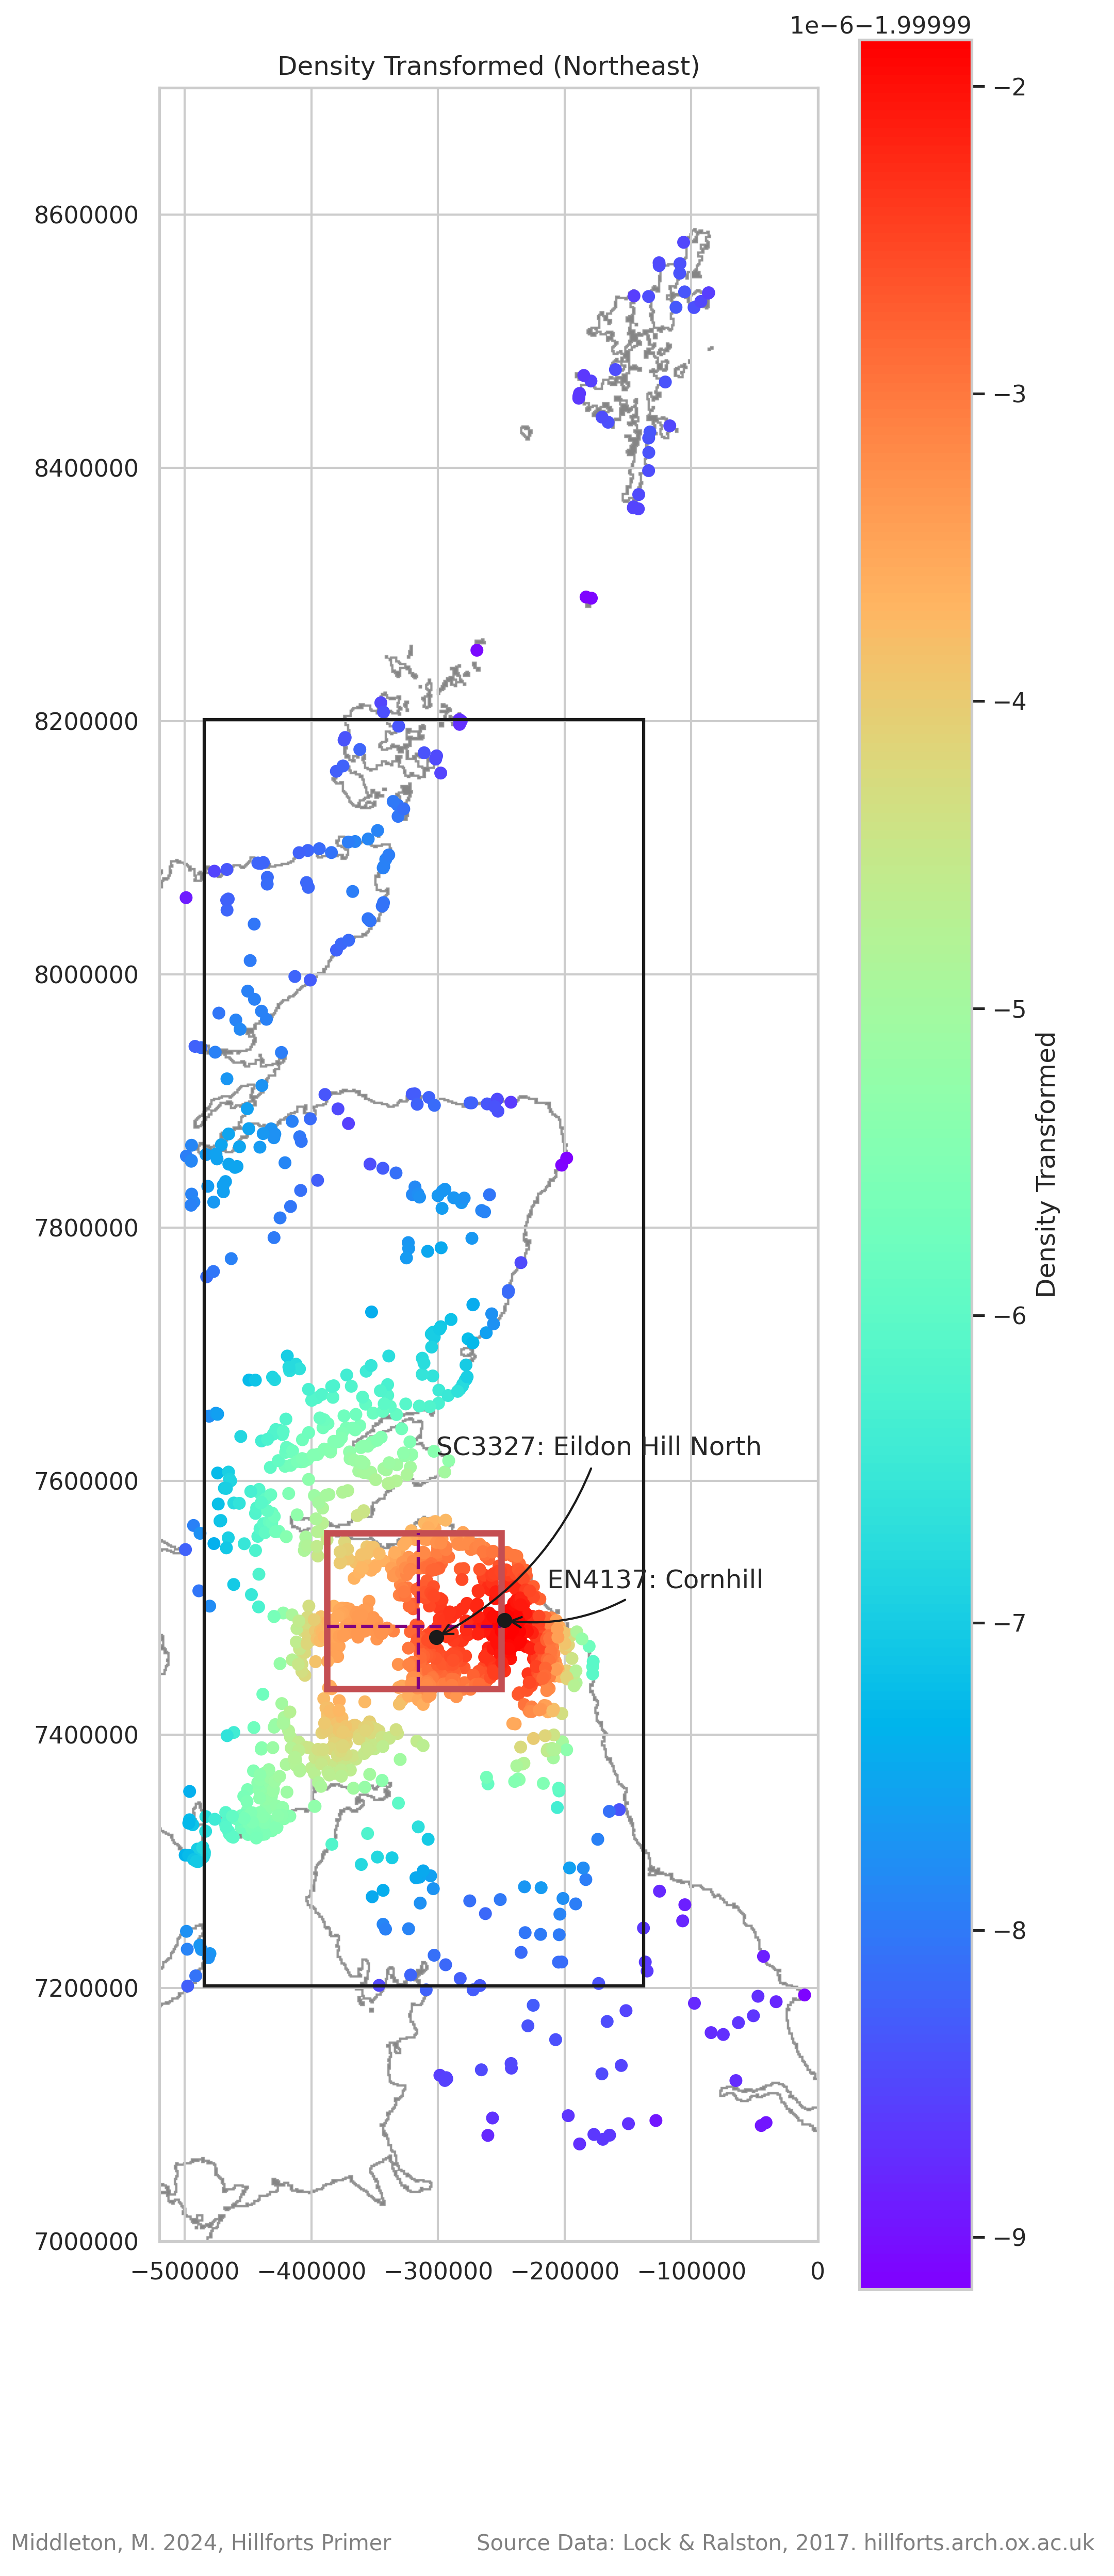 1e−6−1.99999
Density Transformed (Northeast)
−2
8600000
−3
8400000
−4
8200000
−5
8000000
Density Transformed
7800000
−6
SC3327: Eildon Hill North
7600000
EN4137: Cornhill
−7
7400000
−8
7200000
−9
7000000
−500000 −400000 −300000 −200000 −100000 0
Middleton, M. 2024, Hillforts Primer
Source Data: Lock & Ralston, 2017. hillforts.arch.ox.ac.uk